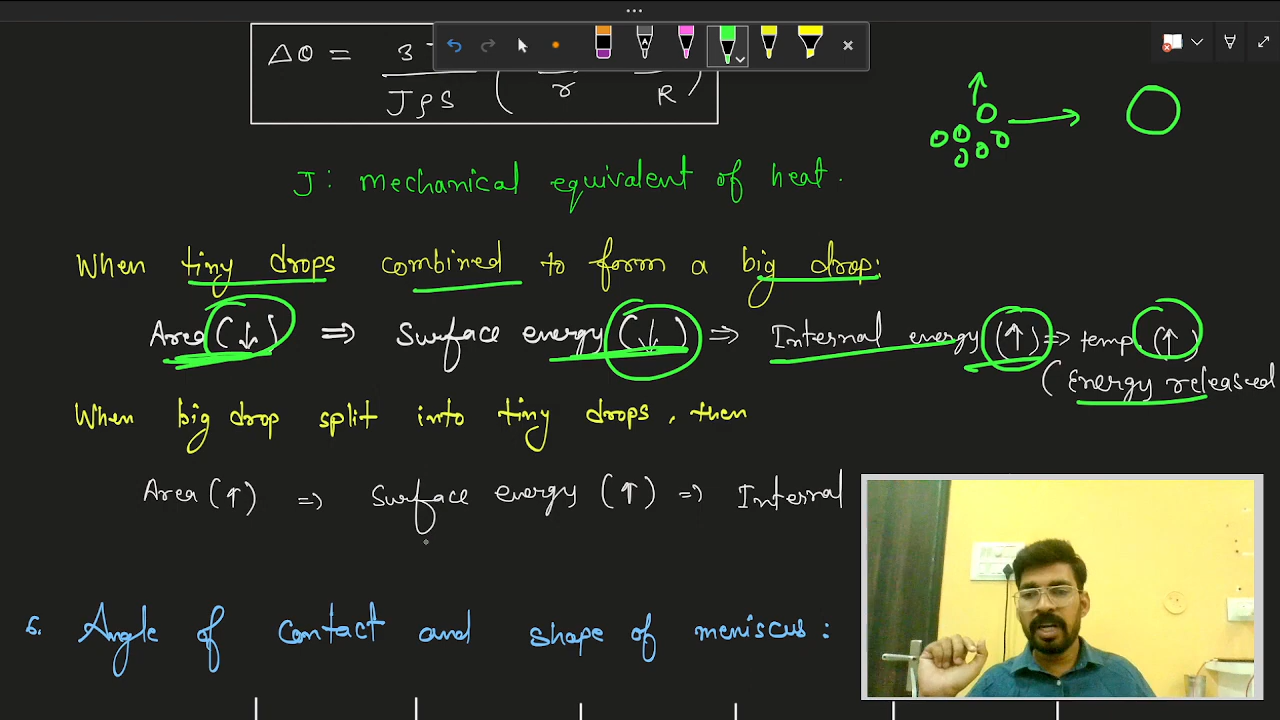 Δθ = 3
JρS ( r R )
J: mechanical equivalent of heat.
When tiny drops combined to form a big drop:
Area (↓) ⇒ Surface energy (↓) ⇒ Internal energy (↑) ⇒ temp. (↑)
(Energy released
When big drop split into tiny drops, then
Area (↑) ⇒ Surface energy (↑) ⇒ Internal
6. Angle of contact and shape of meniscus: